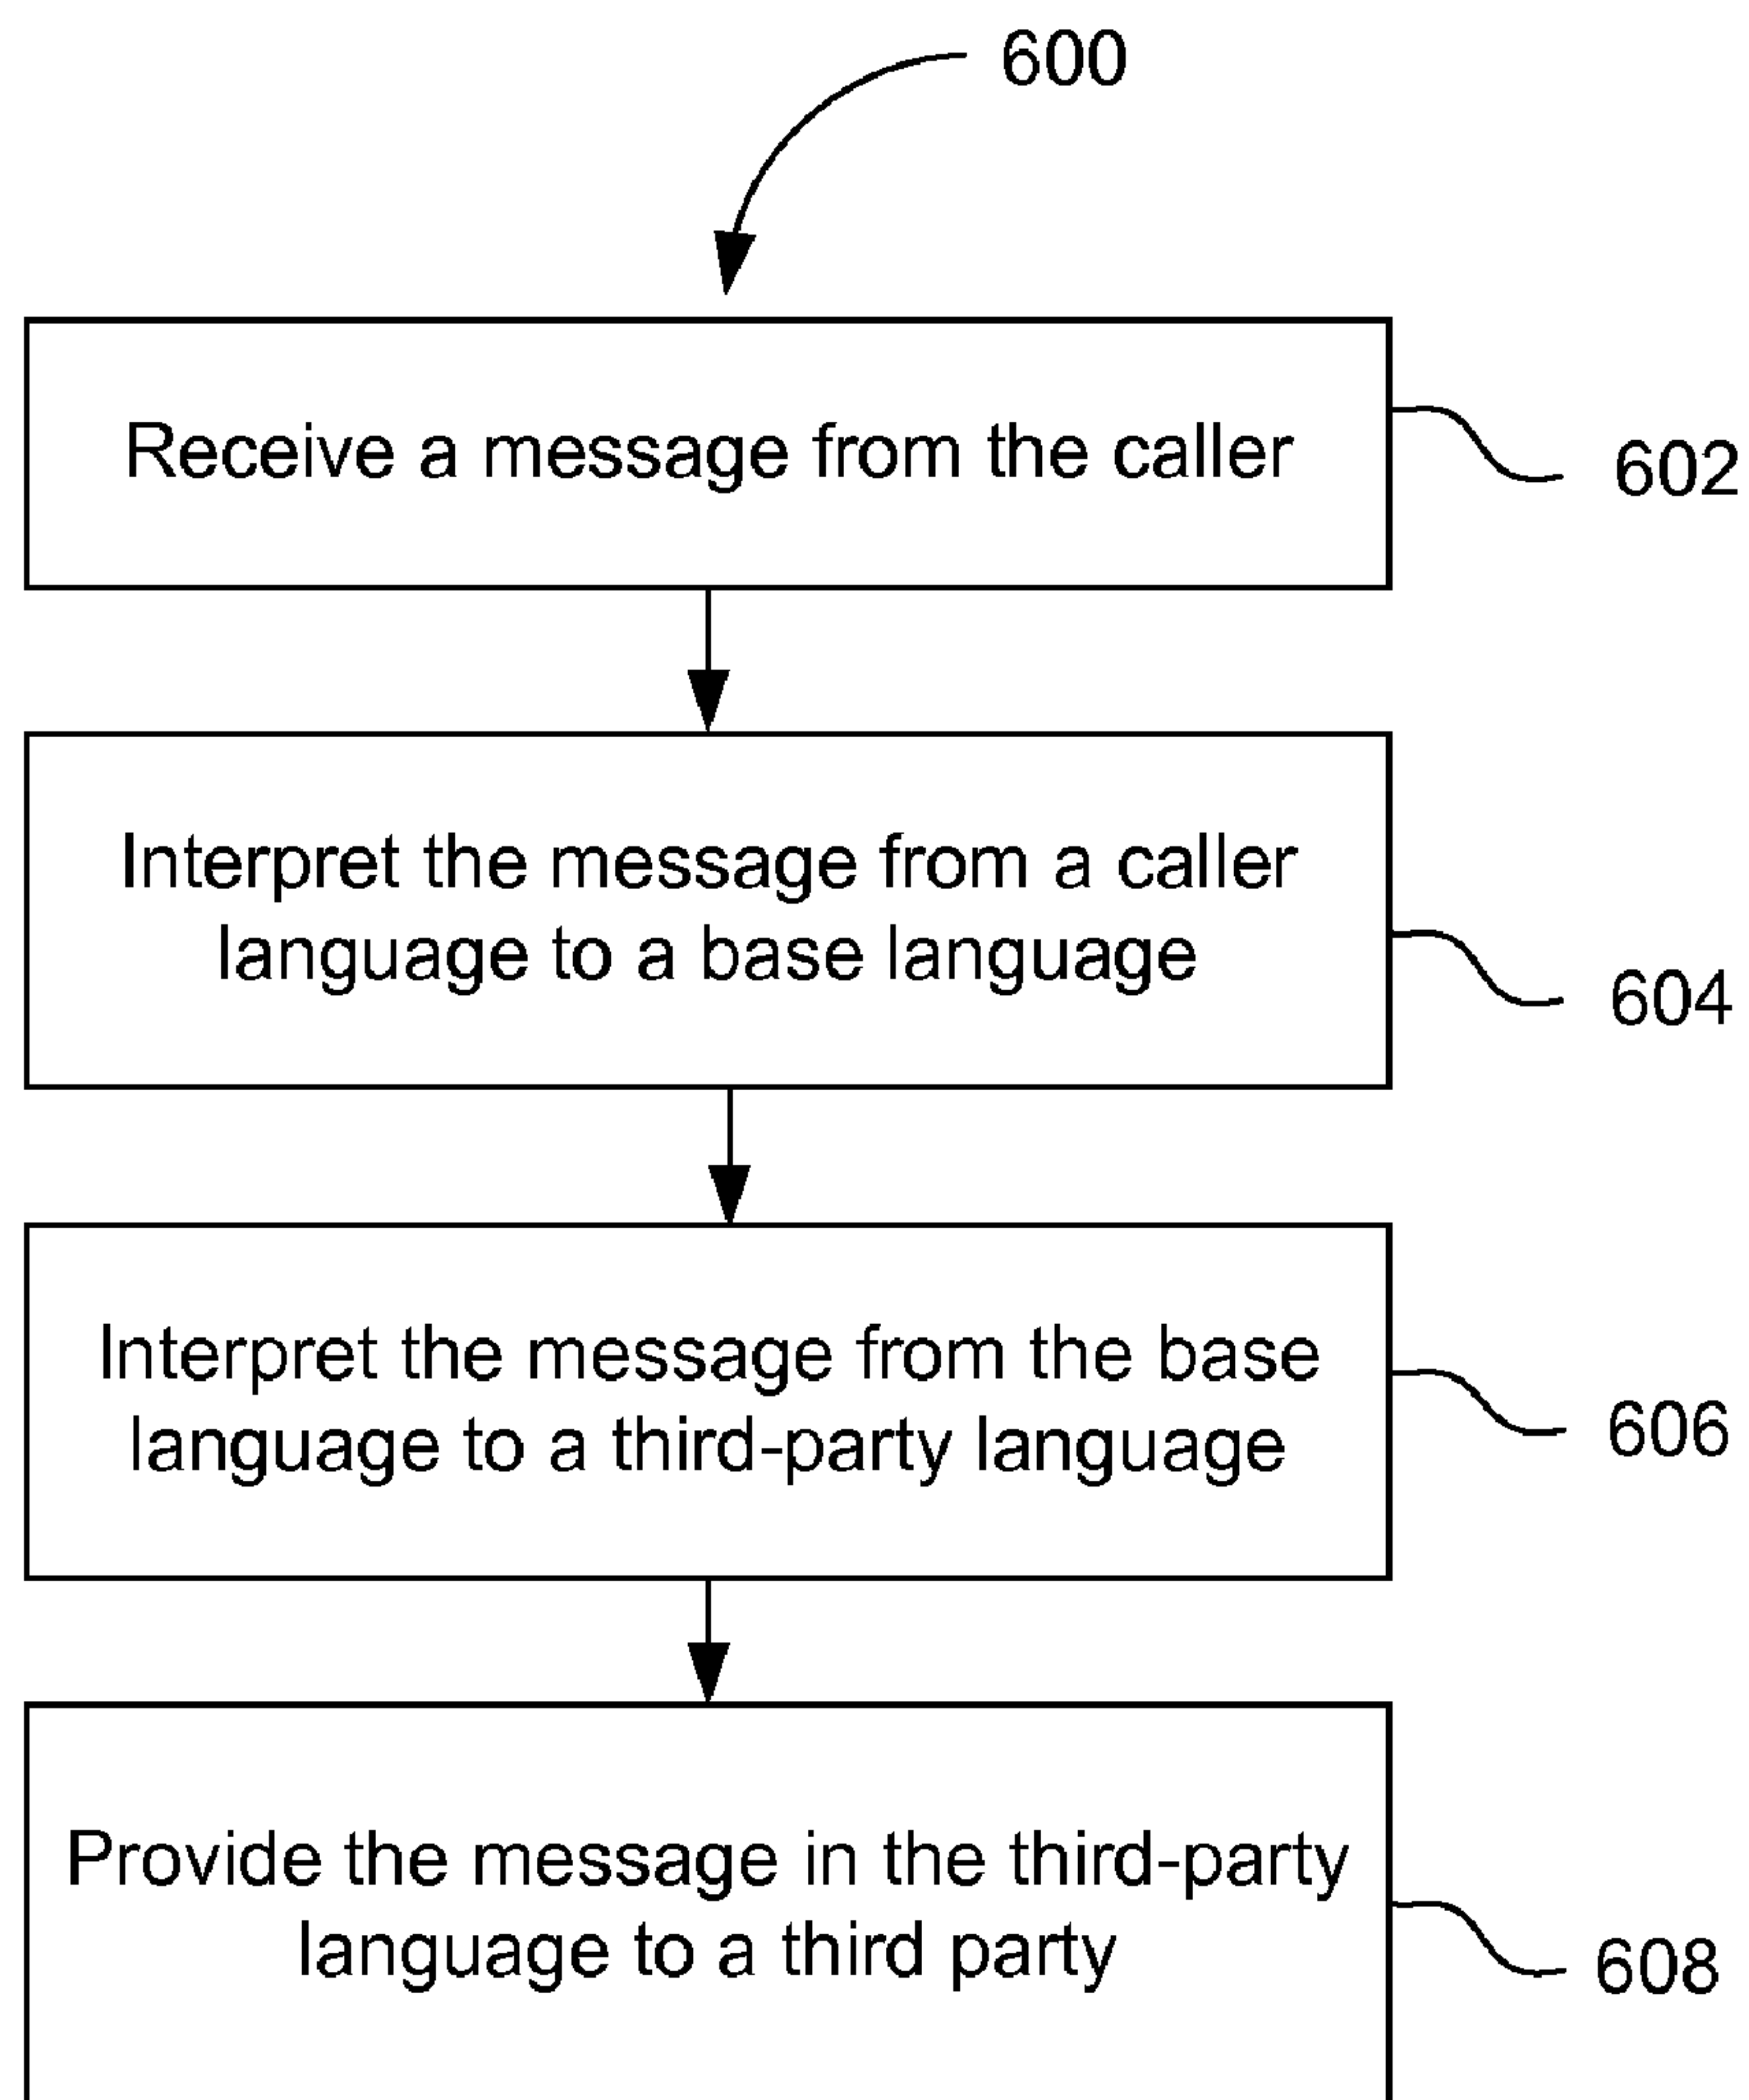 600
Receive a message from the caller
602
Interpret the message from a caller
language to a base language
604
Interpret the message from the base
language to a third-party language
606
Provide the message in the third-party
language to a third party
608